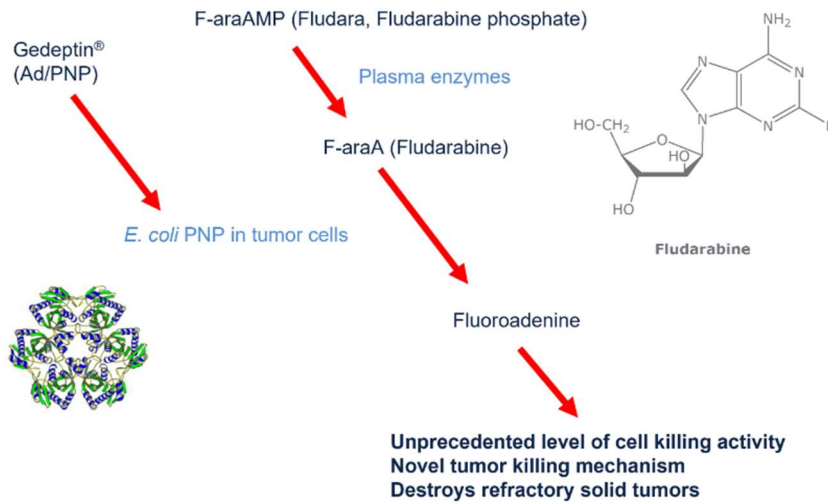 F-araAMP (Fludara, Fludarabine phosphate)
Gedeptin®
(Ad/PNP)
Plasma enzymes
F-araA (Fludarabine)
E. coli PNP in tumor cells
Fluoroadenine
Unprecedented level of cell killing activity
Novel tumor killing mechanism
Destroys refractory solid tumors
NH2
N
N
N
N
HO-CH2
O
HO
HO
Fludarabine